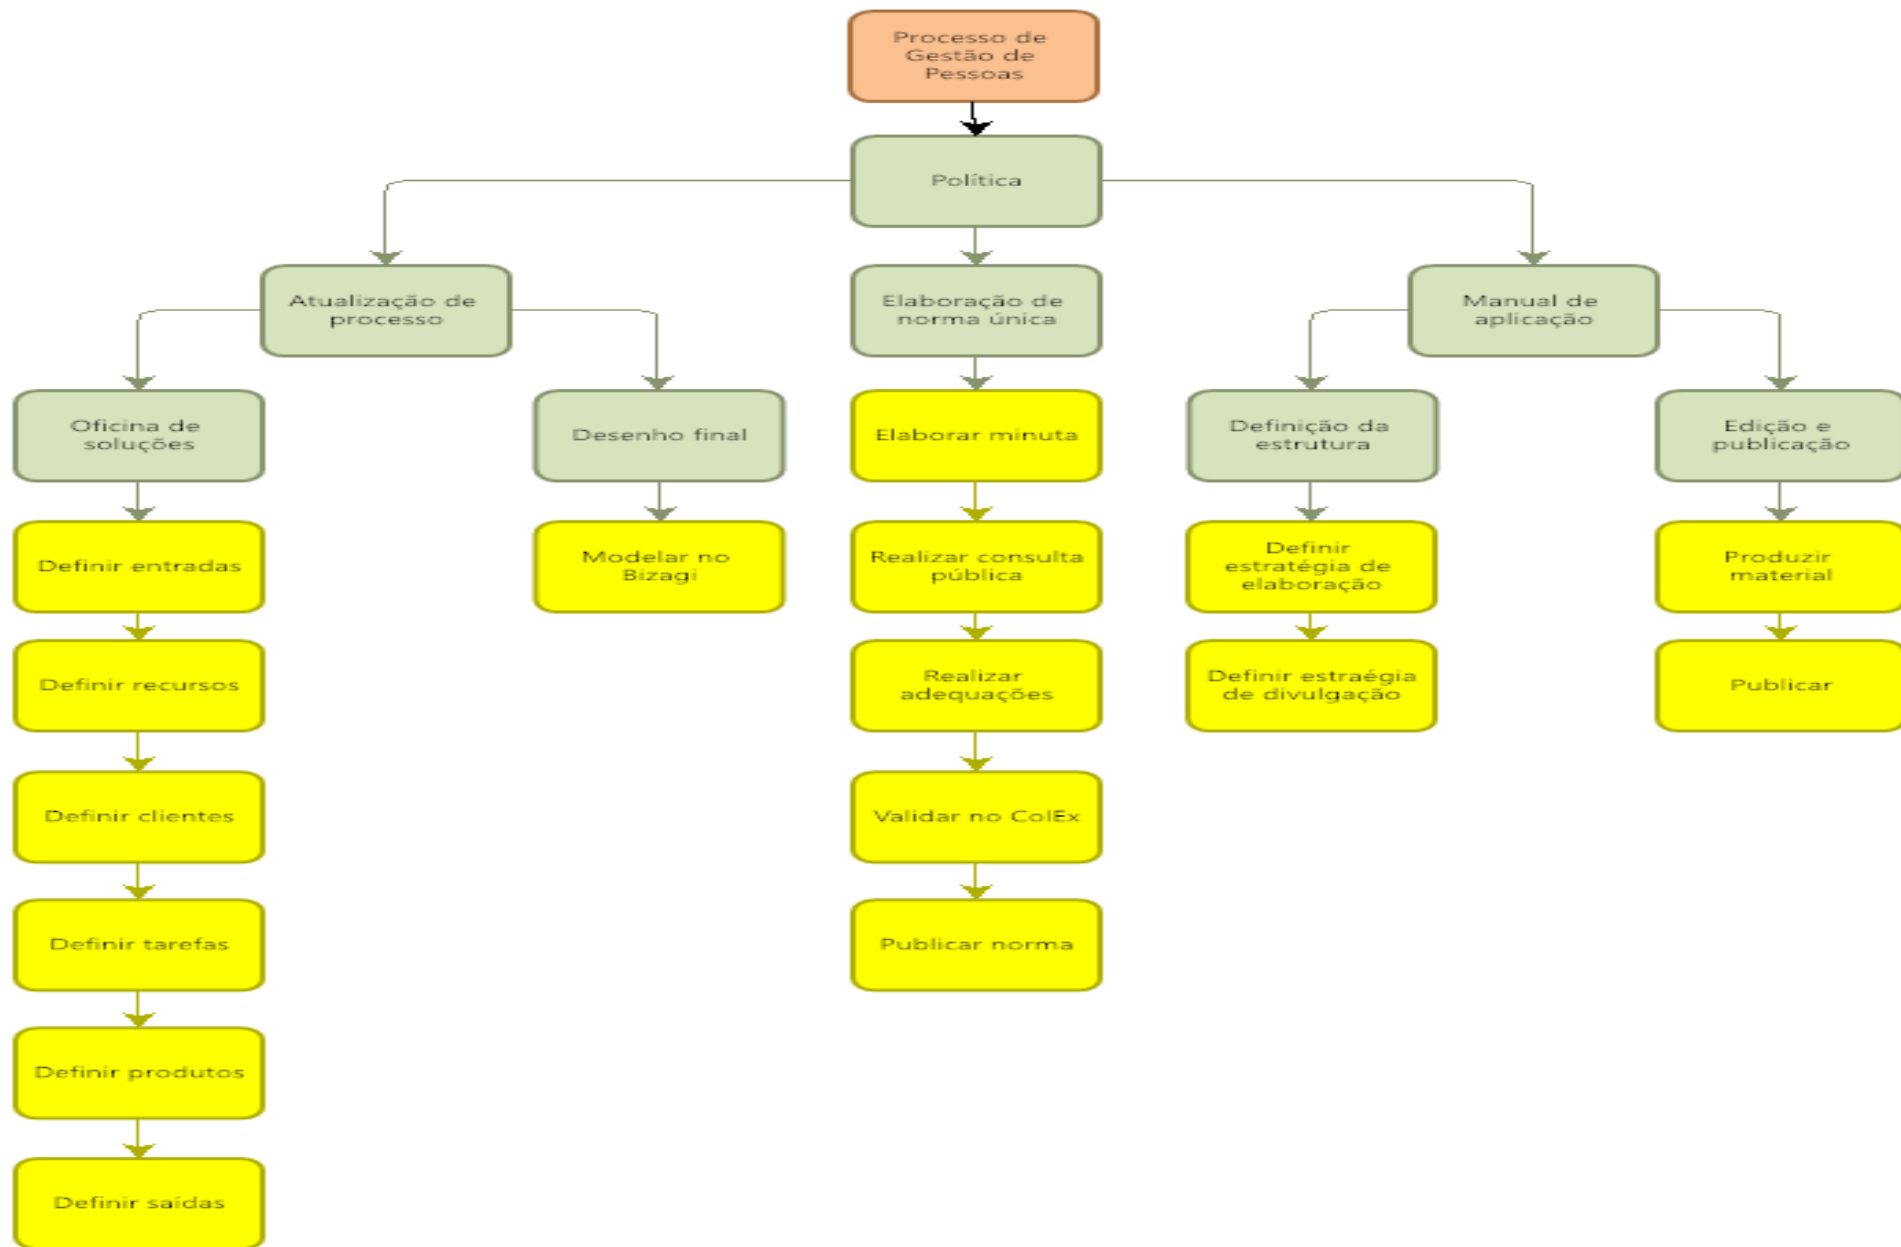 Processo de
Gestão de
Pessoas
Política
Atualização de
processo
Elaboração de
norma única
Manual de
aplicação
Oficina de
soluções
Desenho final
Elaborar minuta
Definição da
estrutura
Edição e
publicação
Definir entradas
Modelar no
Bizagi
Realizar consulta
pública
Definir
estratégia de
elaboração
Produzir
material
Definir recursos
Realizar
adequações
Definir estraégia
de divulgação
Publicar
Definir clientes
Validar no ColEx
Definir tarefas
Publicar norma
Definir produtos
Definir saídas